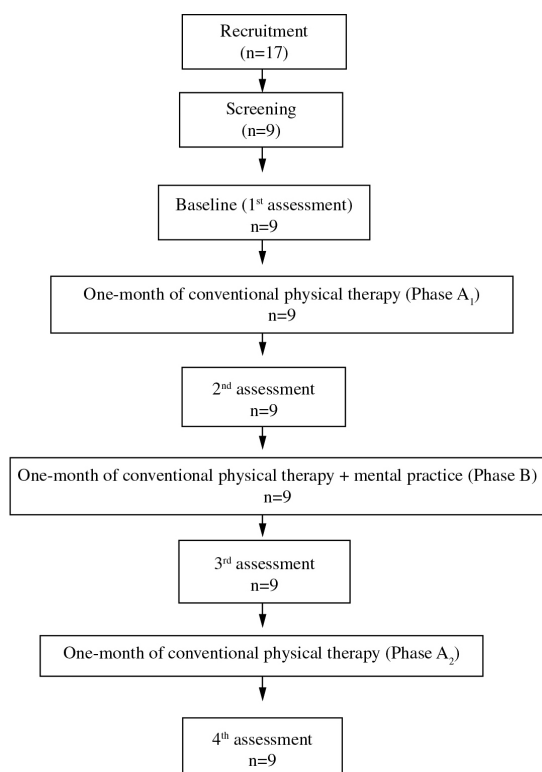 Recruitment
(n=17)
Screening
(n=9)
Baseline (1st assessment)
n=9
One-month of conventional physical therapy (Phase A1)
n=9
2nd assessment
n=9
One-month of conventional physical therapy + mental practice (Phase B)
n=9
3rd assessment
n=9
One-month of conventional physical therapy (Phase A2)
4th assessment
n=9